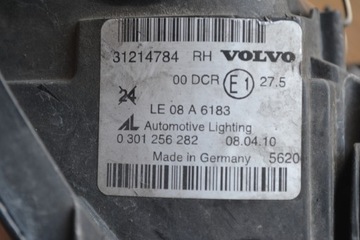 31214784 RH VOLVO
00 DCR E1 27.5
24
LE 08 A 6183
AL Automotive Lighting
0 301 256 282 08.04.10
Made in Germany 5620